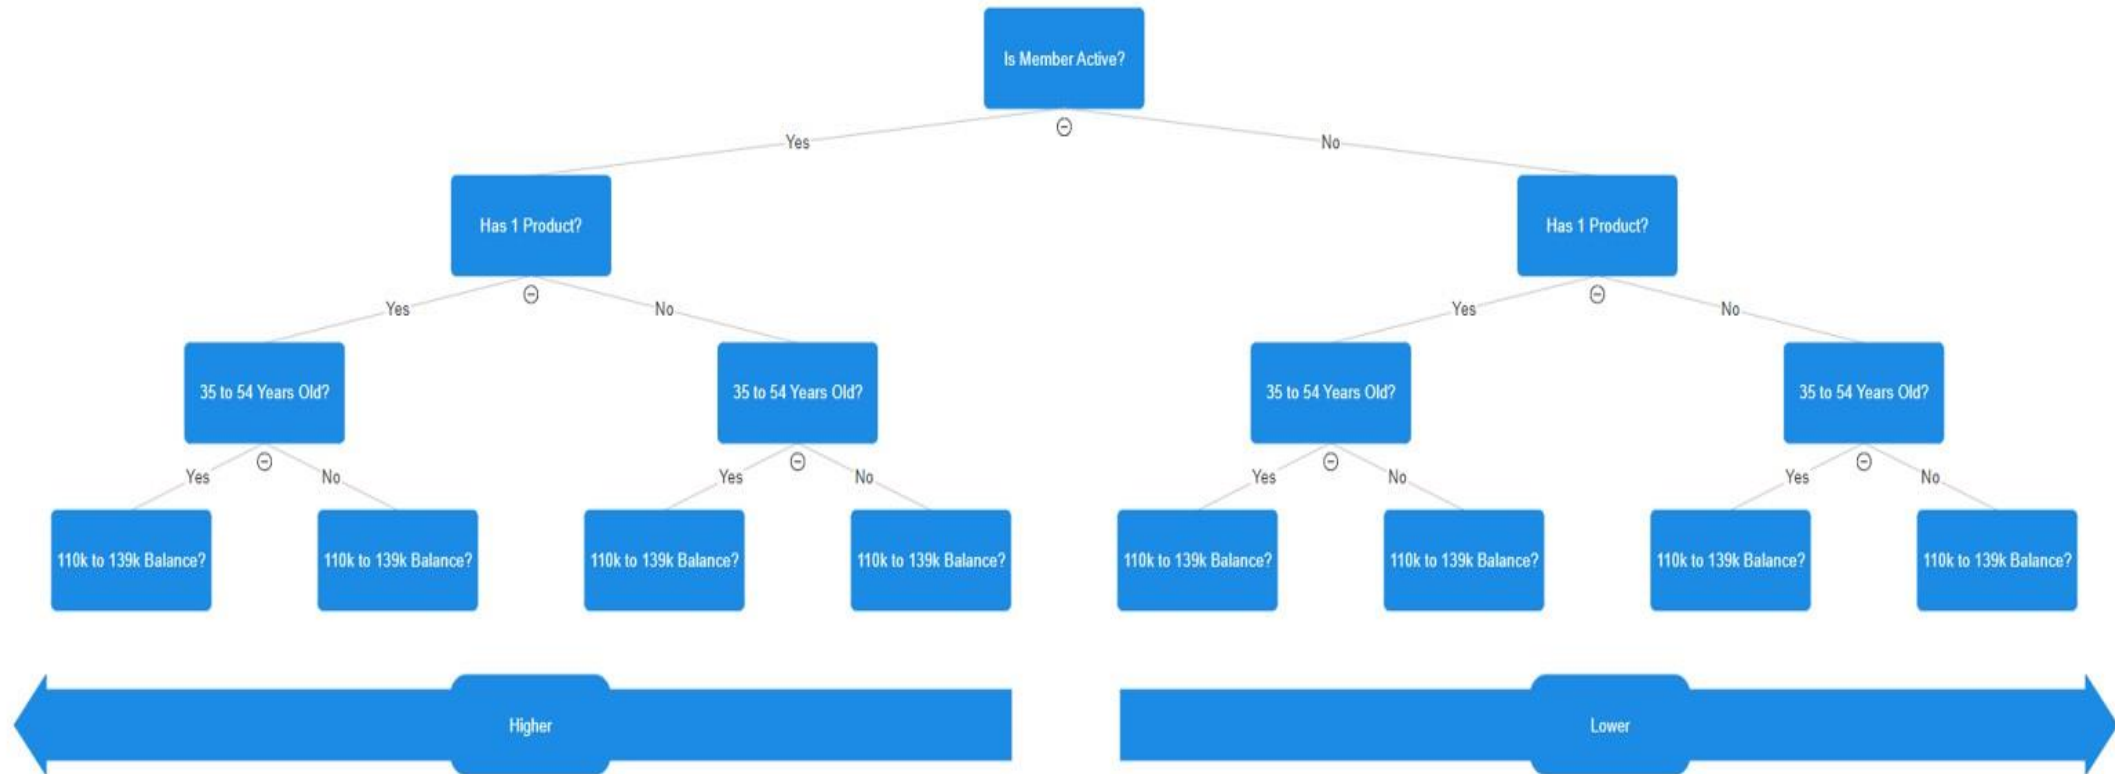 Is Member Active?
Yes
No
Has 1 Product?
Has 1 Product?
Yes
No
Yes
No
35 to 54 Years Old?
35 to 54 Years Old?
35 to 54 Years Old?
35 to 54 Years Old?
Yes
No
Yes
No
Yes
No
Yes
No
110k to 139k Balance?
110k to 139k Balance?
110k to 139k Balance?
110k to 139k Balance?
110k to 139k Balance?
110k to 139k Balance?
110k to 139k Balance?
110k to 139k Balance?
Higher
Lower